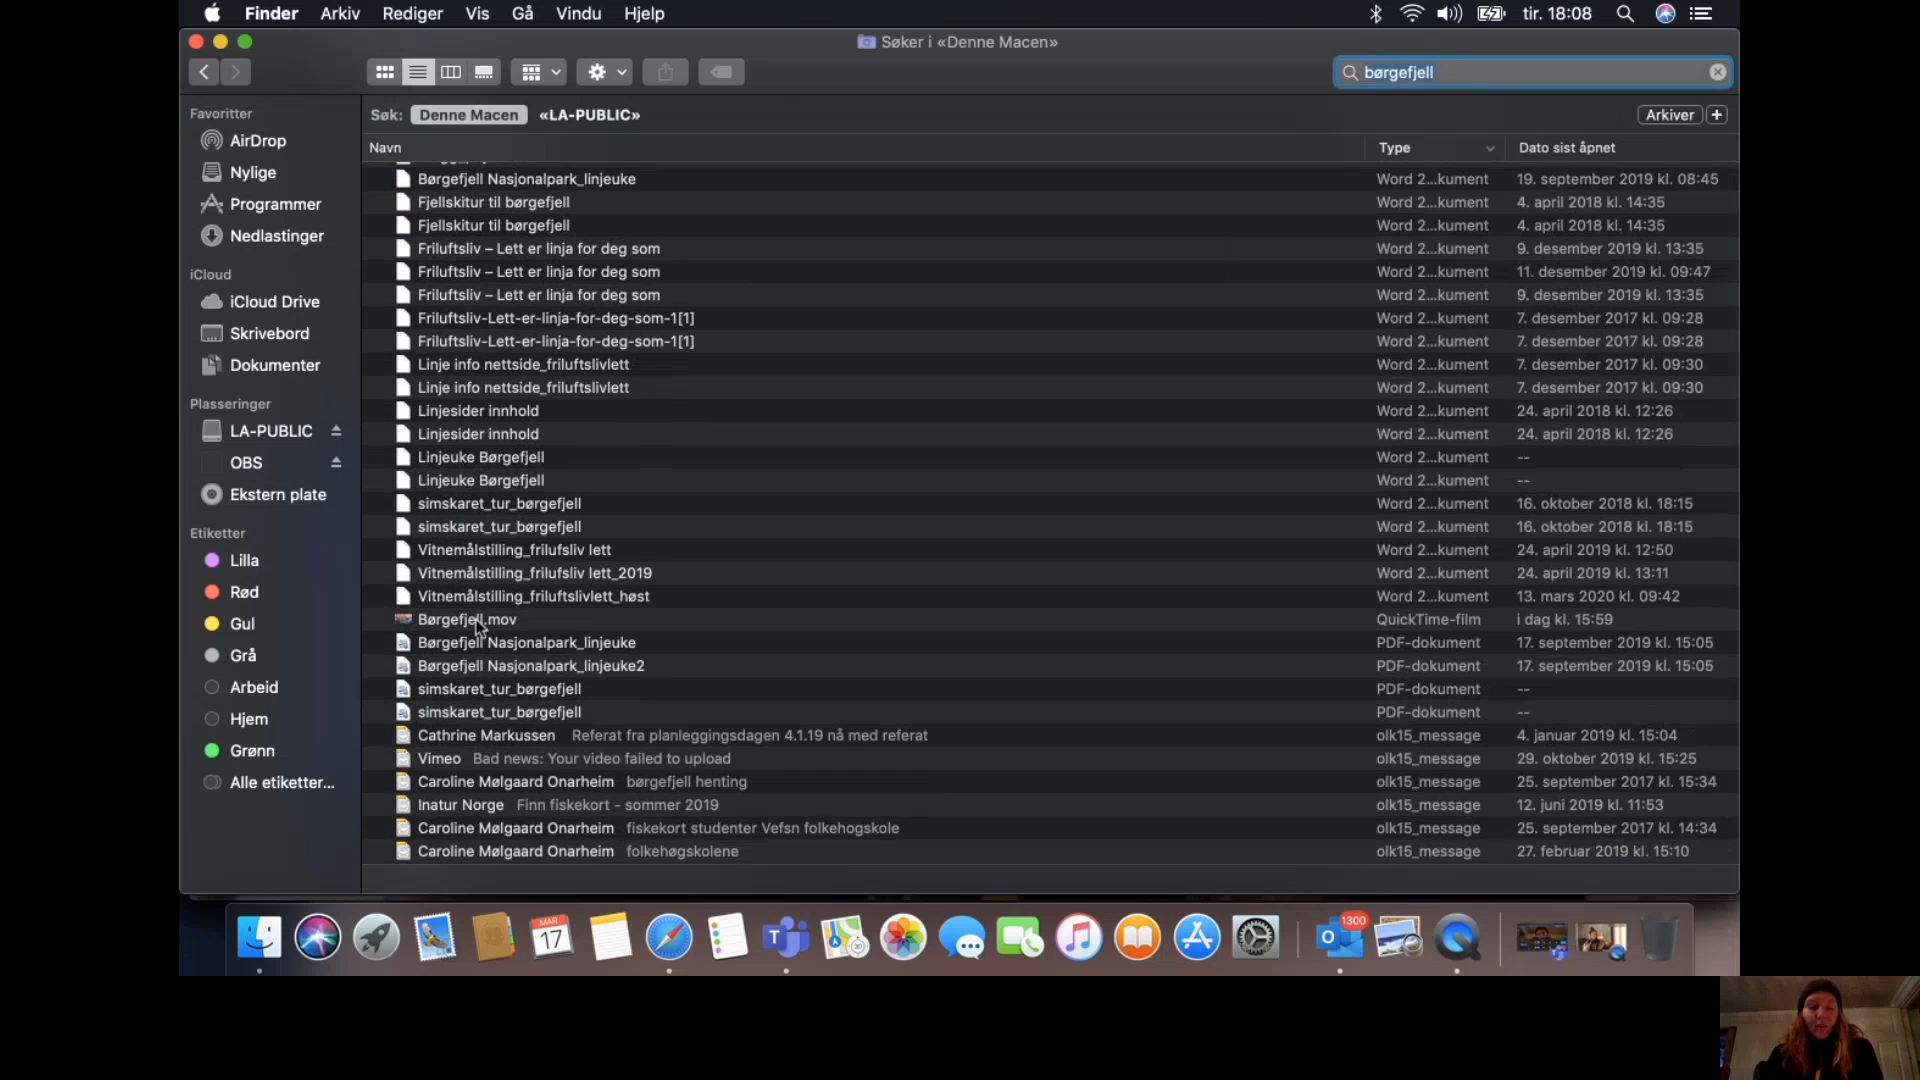 Finder Arkiv Rediger Vis Gå Vindu Hjelp tir. 18:08
Søker i «Denne Macen»
børgefjell
Søk: Denne Macen «LA-PUBLIC» Arkiver +
Navn Type Dato sist åpnet
Favoritter
AirDrop
Nylige
Programmer
Nedlastinger
iCloud
iCloud Drive
Skrivebord
Dokumenter
Plasseringer
LA-PUBLIC
OBS
Ekstern plate
Etiketter
Lilla
Rød
Gul
Grå
Arbeid
Hjem
Grønn
Alle etiketter...
Børgefjell Nasjonalpark_linjeuke Word 2...kument 19. september 2019 kl. 08:45
Fjellskitur til børgefjell Word 2...kument 4. april 2018 kl. 14:35
Fjellskitur til børgefjell Word 2...kument 4. april 2018 kl. 14:35
Friluftsliv – Lett er linja for deg som Word 2...kument 9. desember 2019 kl. 13:35
Friluftsliv – Lett er linja for deg som Word 2...kument 11. desember 2019 kl. 09:47
Friluftsliv – Lett er linja for deg som Word 2...kument 9. desember 2019 kl. 13:35
Friluftsliv-Lett-er-linja-for-deg-som-1[1] Word 2...kument 7. desember 2017 kl. 09:28
Friluftsliv-Lett-er-linja-for-deg-som-1[1] Word 2...kument 7. desember 2017 kl. 09:28
Linje info nettside_friluftslivlett Word 2...kument 7. desember 2017 kl. 09:30
Linje info nettside_friluftslivlett Word 2...kument 7. desember 2017 kl. 09:30
Linjesider innhold Word 2...kument 24. april 2018 kl. 12:26
Linjesider innhold Word 2...kument 24. april 2018 kl. 12:26
Linjeuke Børgefjell Word 2...kument --
Linjeuke Børgefjell Word 2...kument --
simskaret_tur_børgefjell Word 2...kument 16. oktober 2018 kl. 18:15
simskaret_tur_børgefjell Word 2...kument 16. oktober 2018 kl. 18:15
Vitnemålstilling_frilufsliv lett Word 2...kument 24. april 2019 kl. 12:50
Vitnemålstilling_frilufsliv lett_2019 Word 2...kument 24. april 2019 kl. 13:11
Vitnemålstilling_friluftslivlett_høst Word 2...kument 13. mars 2020 kl. 09:42
Børgefjell.mov QuickTime-film i dag kl. 15:59
Børgefjell Nasjonalpark_linjeuke PDF-dokument 17. september 2019 kl. 15:05
Børgefjell Nasjonalpark_linjeuke2 PDF-dokument 17. september 2019 kl. 15:05
simskaret_tur_børgefjell PDF-dokument --
simskaret_tur_børgefjell PDF-dokument --
Cathrine Markussen Referat fra planleggingsdagen 4.1.19 nå med referat olk15_message 4. januar 2019 kl. 15:04
Vimeo Bad news: Your video failed to upload olk15_message 29. oktober 2019 kl. 15:25
Caroline Mølgaard Onarheim børgefjell henting olk15_message 25. september 2017 kl. 15:34
Inatur Norge Finn fiskekort - sommer 2019 olk15_message 12. juni 2019 kl. 11:53
Caroline Mølgaard Onarheim fiskekort studenter Vefsn folkehogskole olk15_message 25. september 2017 kl. 14:34
Caroline Mølgaard Onarheim folkehøgskolene olk15_message 27. februar 2019 kl. 15:10
MAR
17
T
3D
1300
O